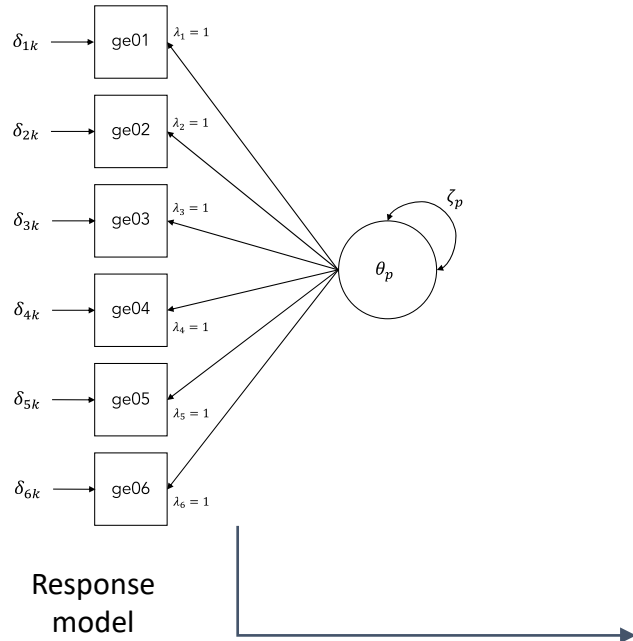 δ₁ₖ ge01 λ₁ = 1
δ₂ₖ ge02 λ₂ = 1
δ₃ₖ ge03 λ₃ = 1
ζₚ
θₚ
δ₄ₖ ge04 λ₄ = 1
δ₅ₖ ge05 λ₅ = 1
δ₆ₖ ge06 λ₆ = 1
Response
model